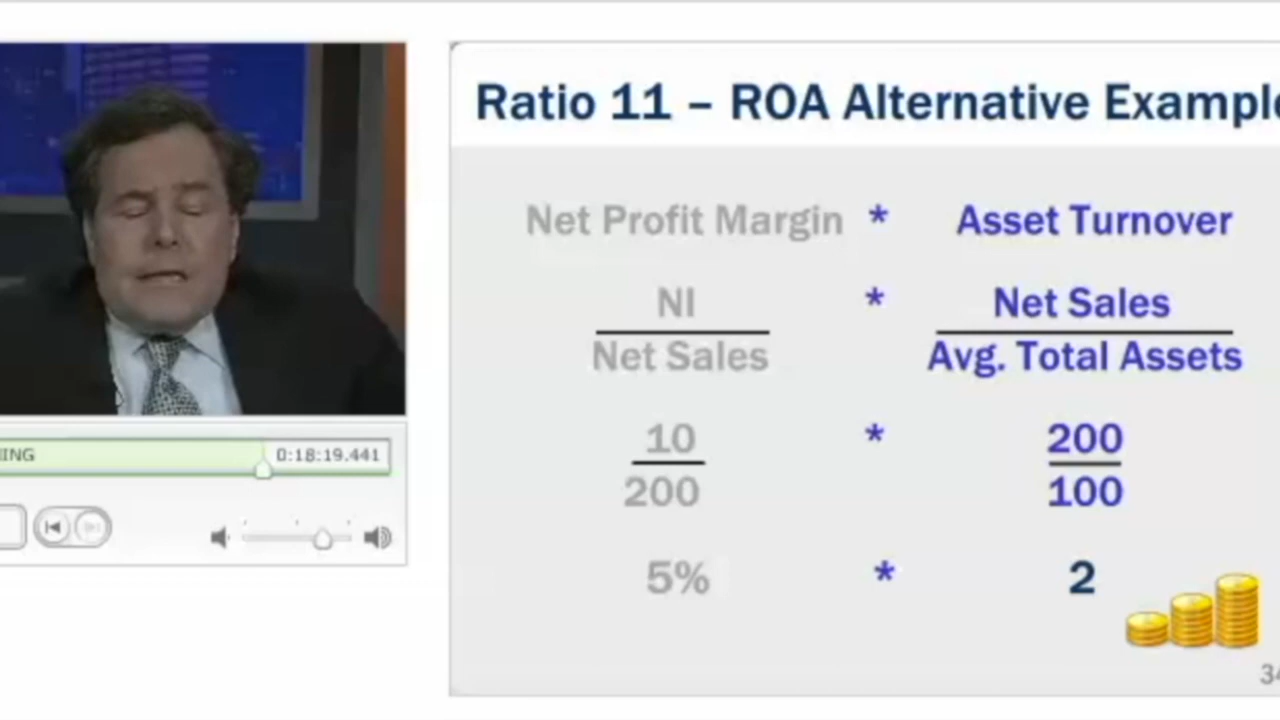 Ratio 11 – ROA Alternative Example
Net Profit Margin * Asset Turnover
NI * Net Sales
Net Sales Avg. Total Assets
10 * 200
200 100
5% * 2
34
ING 0:18:19.441